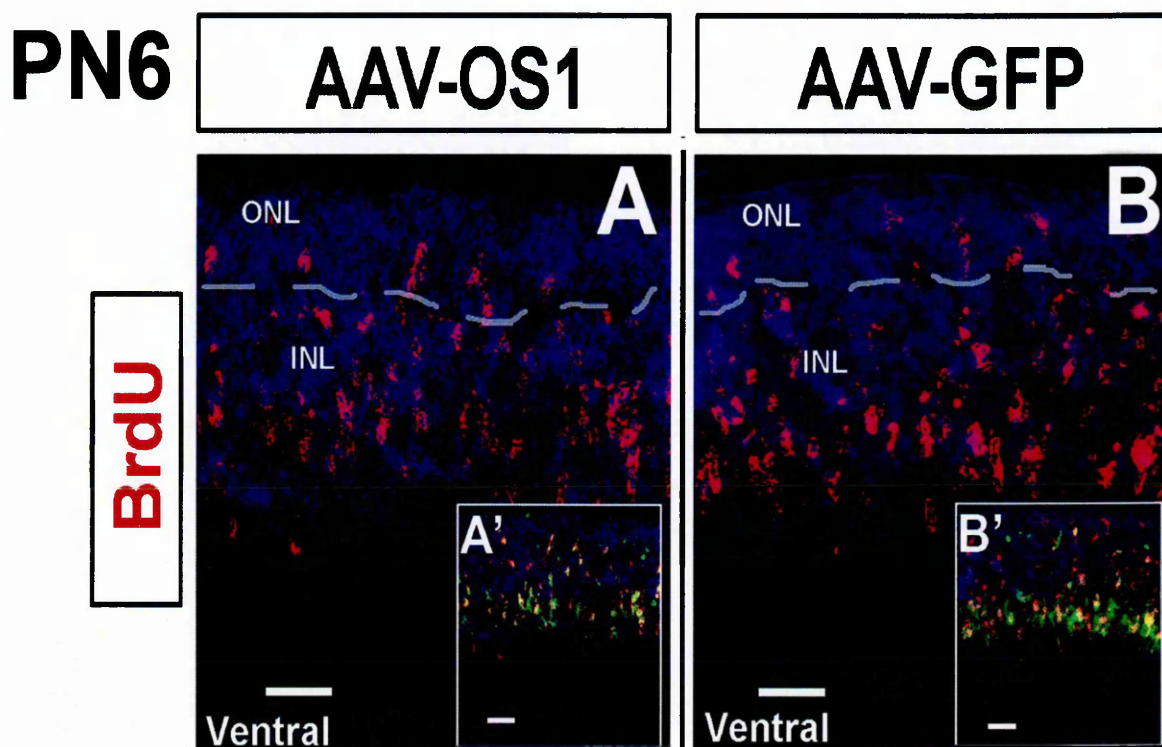 PN6
AAV-OS1
AAV-GFP
BrdU
A
ONL
INL
A’
Ventral
B
ONL
INL
B’
Ventral